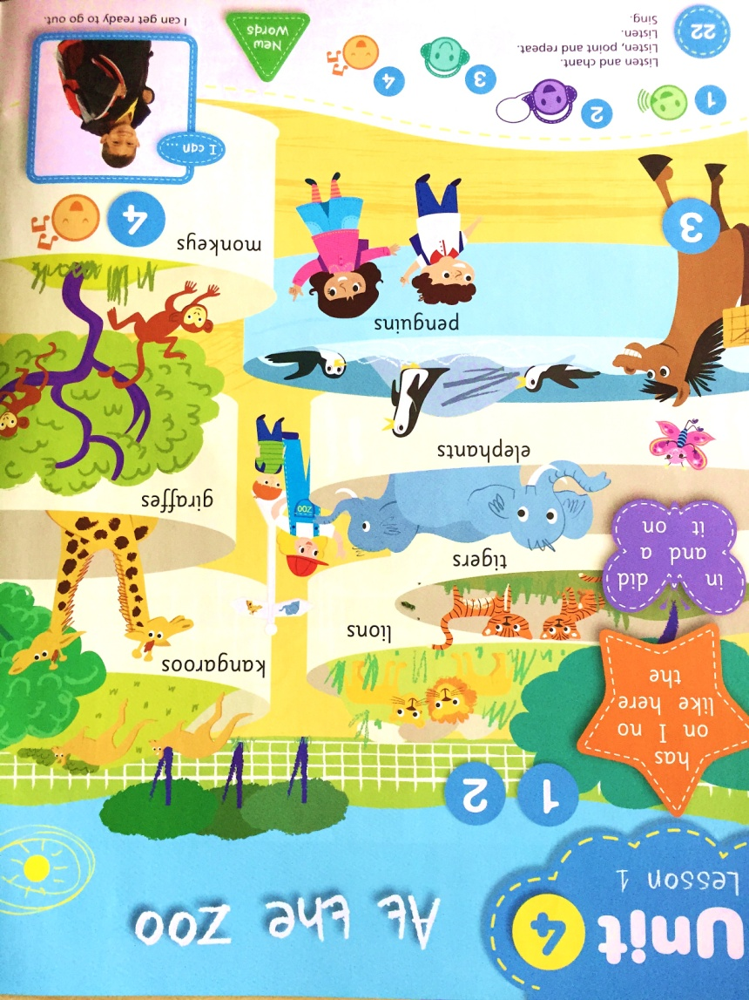 Unit 4
Lesson 1
At the zoo
has
on I no
like here
the
in did
and a
it on
1
2
kangaroos
lions
giraffes
tigers
ZOO
elephants
penguins
monkeys
3
4
I can ...
I can get ready to go out.
1
2
3
4
22
Listen and chant.
Listen, point and repeat.
Listen.
Sing.
New
Words